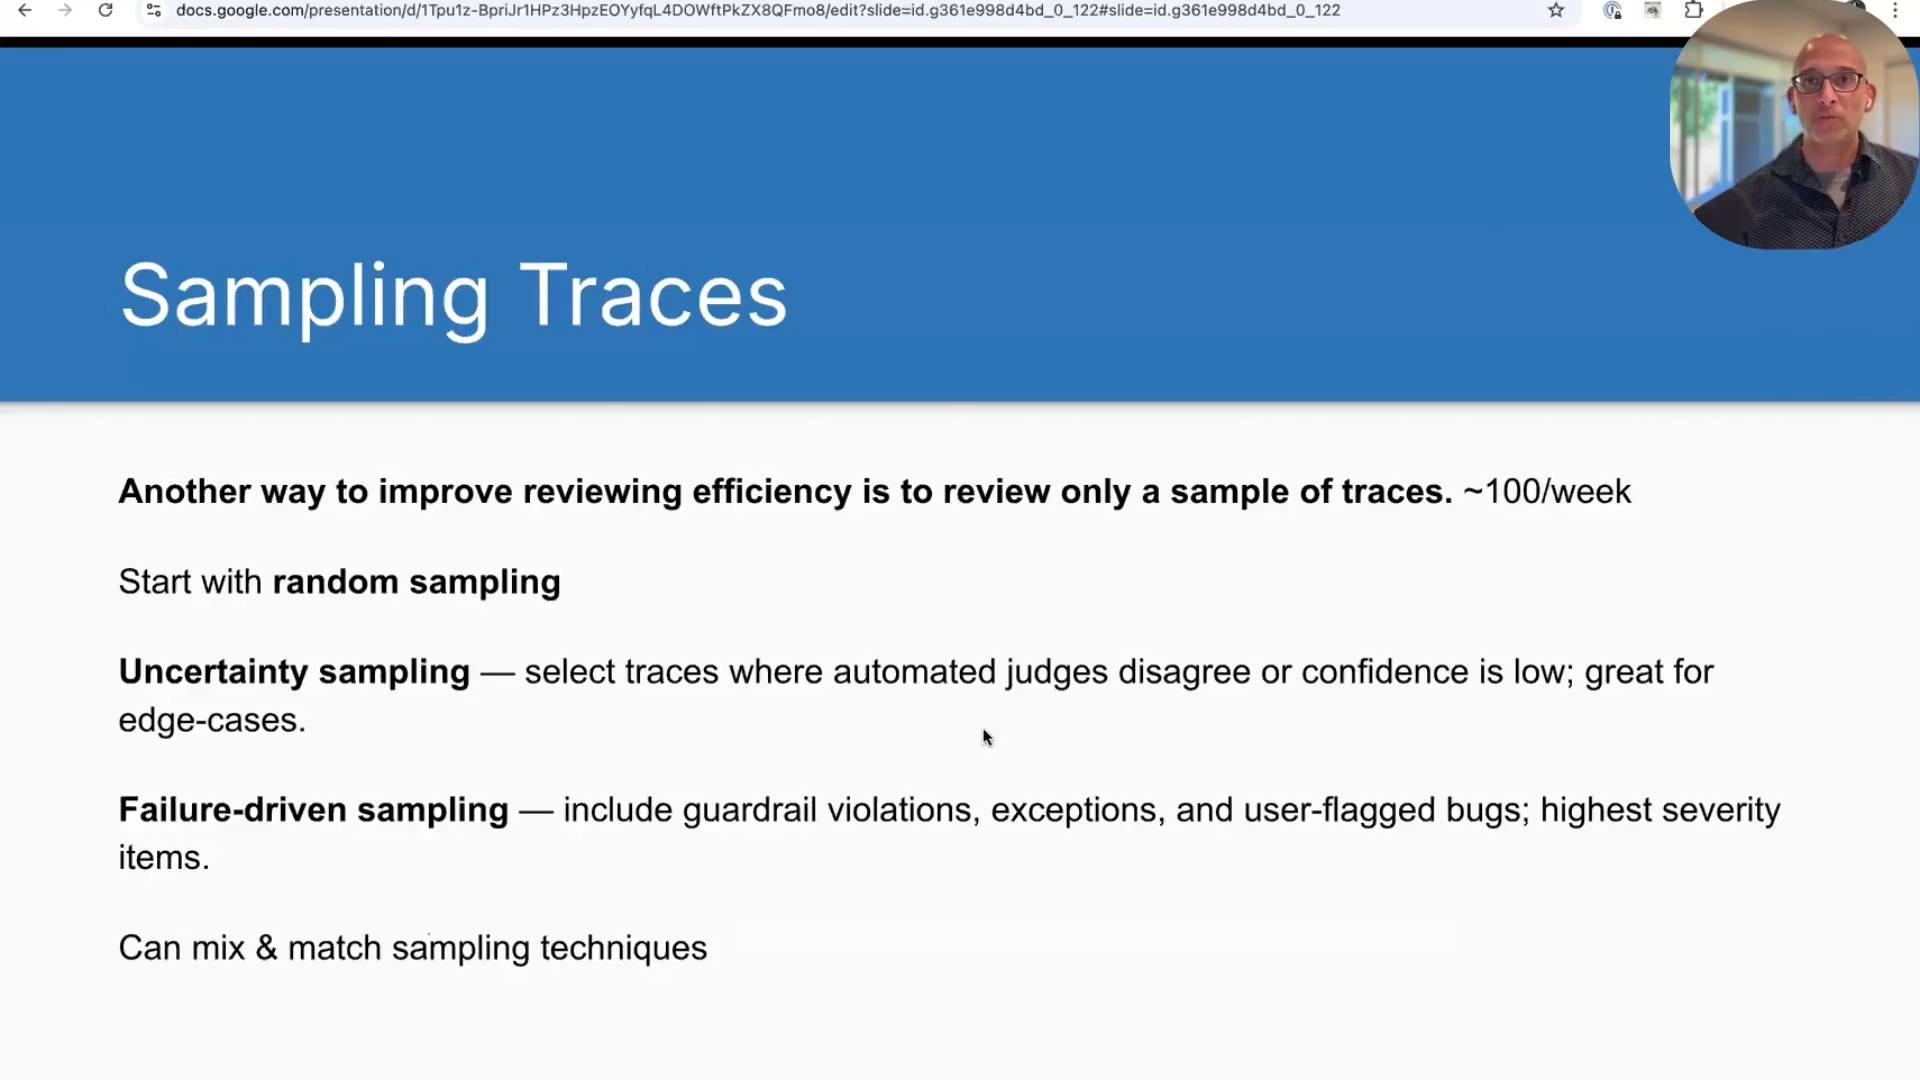 docs.google.com/presentation/d/1Tpu1z-BpriJr1HPz3HpzEOYyfqL4DOWftPkZX8QFmo8/edit?slide=id.g361e998d4bd_0_122#slide=id.g361e998d4bd_0_122
Sampling Traces
Another way to improve reviewing efficiency is to review only a sample of traces. ~100/week
Start with random sampling
Uncertainty sampling — select traces where automated judges disagree or confidence is low; great for
edge-cases.
Failure-driven sampling — include guardrail violations, exceptions, and user-flagged bugs; highest severity
items.
Can mix & match sampling techniques